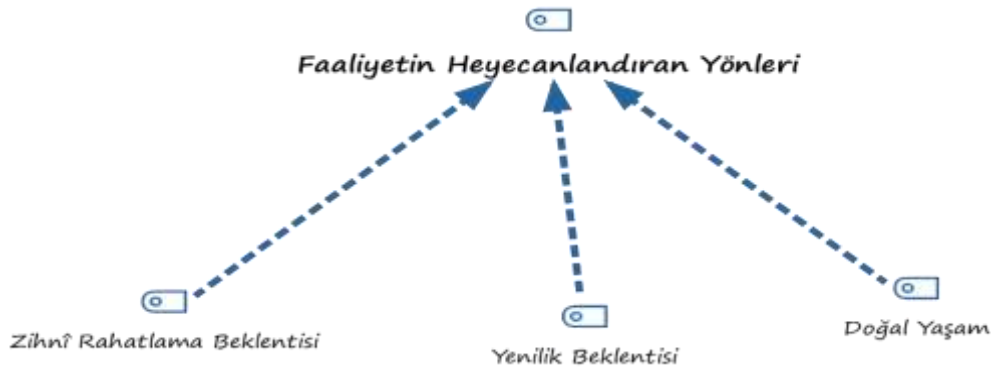 Faaliyetin Heyecanlandıran Yönleri
Zihnî Rahatlama Beklentisi
Yenilik Beklentisi
Doğal Yaşam